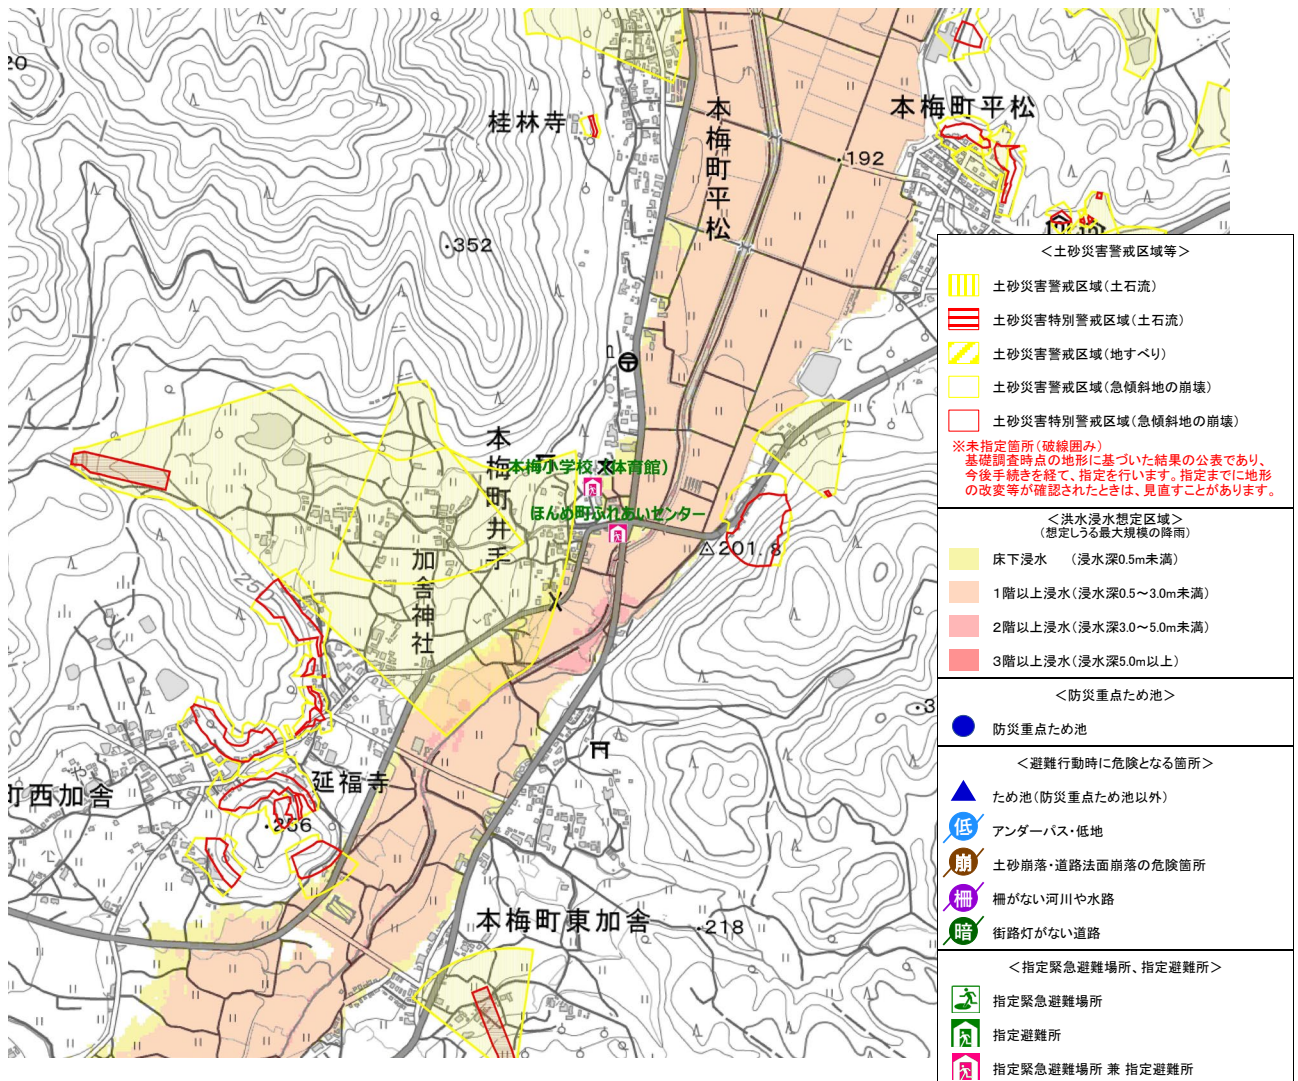 20
桂林寺
本梅町平松
本梅町平松
192
352
本梅町井手
本梅小学校
体育館）
ほんめ町ふれあいセンター
201.8
加舎神社
250
延福寺
町西加舎
256
本梅町東加舎
218
3
＜土砂災害警戒区域等＞
土砂災害警戒区域（土石流）
土砂災害特別警戒区域（土石流）
土砂災害警戒区域（地すべり）
土砂災害警戒区域（急傾斜地の崩壊）
土砂災害特別警戒区域（急傾斜地の崩壊）
※未指定箇所（破線囲み）
基礎調査時点の地形に基づいた結果の公表であり、
今後手続きを経て、指定を行います。指定までに地形
の改変等が確認されたときは、見直すことがあります。
＜洪水浸水想定区域＞
（想定しうる最大規模の降雨）
床下浸水　（浸水深0.5m未満）
1階以上浸水（浸水深0.5～3.0m未満）
2階以上浸水（浸水深3.0～5.0m未満）
3階以上浸水（浸水深5.0m以上）
＜防災重点ため池＞
防災重点ため池
＜避難行動時に危険となる箇所＞
ため池（防災重点ため池以外）
低 アンダーパス・低地
崩 土砂崩落・道路法面崩落の危険箇所
柵 柵がない河川や水路
暗 街路灯がない道路
＜指定緊急避難場所、指定避難所＞
指定緊急避難場所
指定避難所
指定緊急避難場所 兼 指定避難所